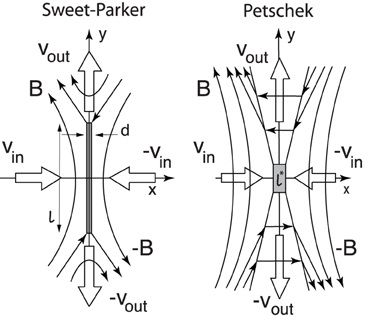 Sweet-Parker
Petschek
y
v_out
B
d
v_in
-v_in
x
l
-B
-v_out
y
v_out
B
v_in
-v_in
l
x
-B
-v_out